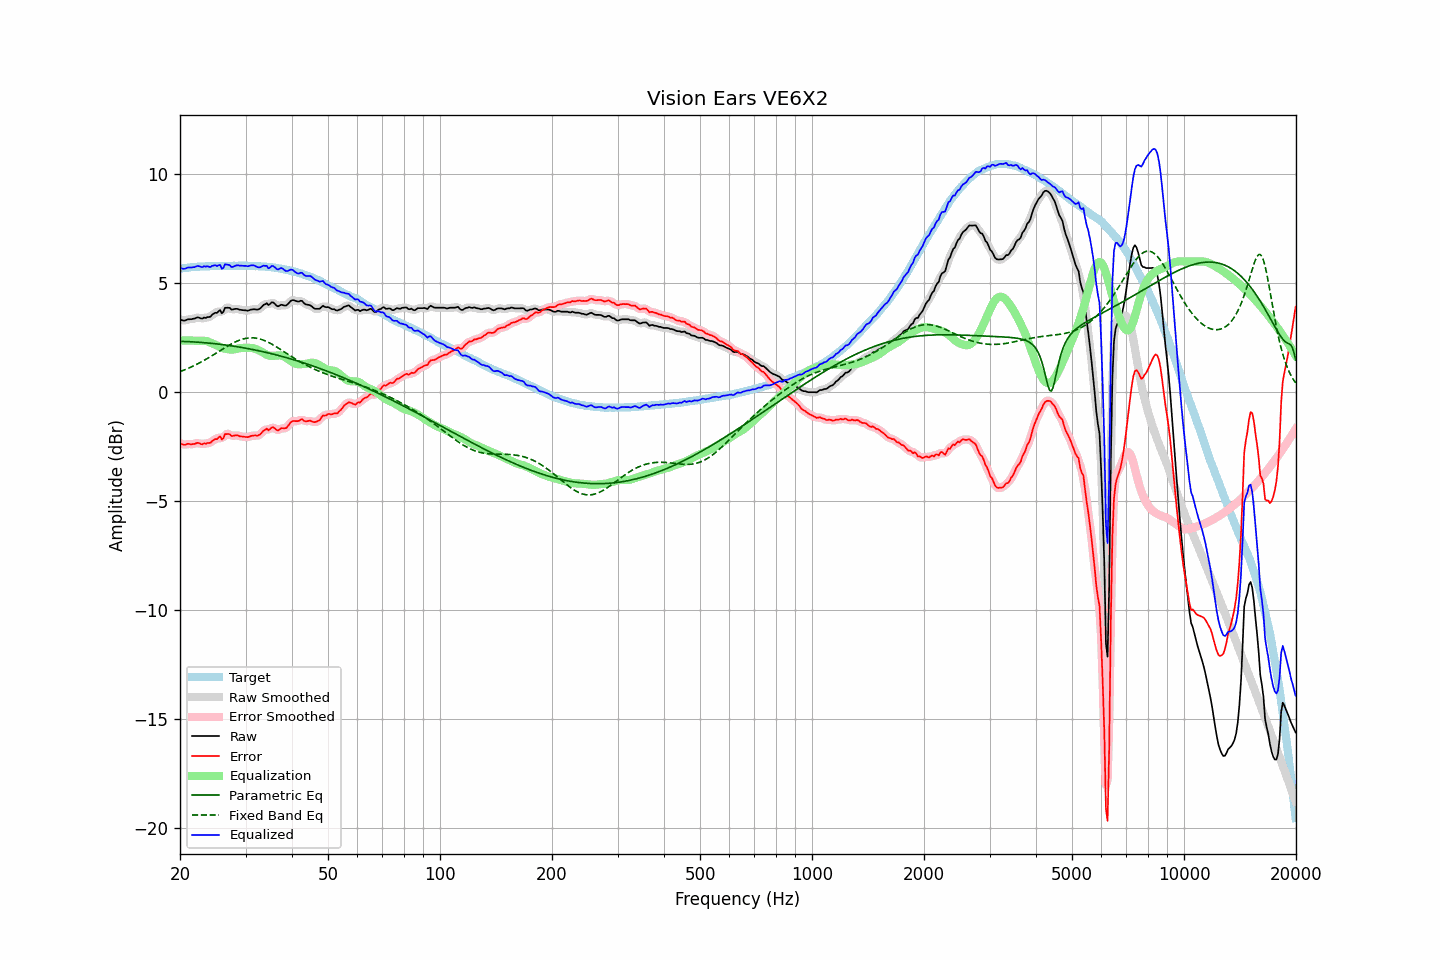 Vision Ears VE6X2
Amplitude (dBr)
10
5
0
−5
−10
−15
−20
Target
Raw Smoothed
Error Smoothed
Raw
Error
Equalization
Parametric Eq
Fixed Band Eq
Equalized
20 50 100 200 500 1000 2000 5000 10000 20000
Frequency (Hz)